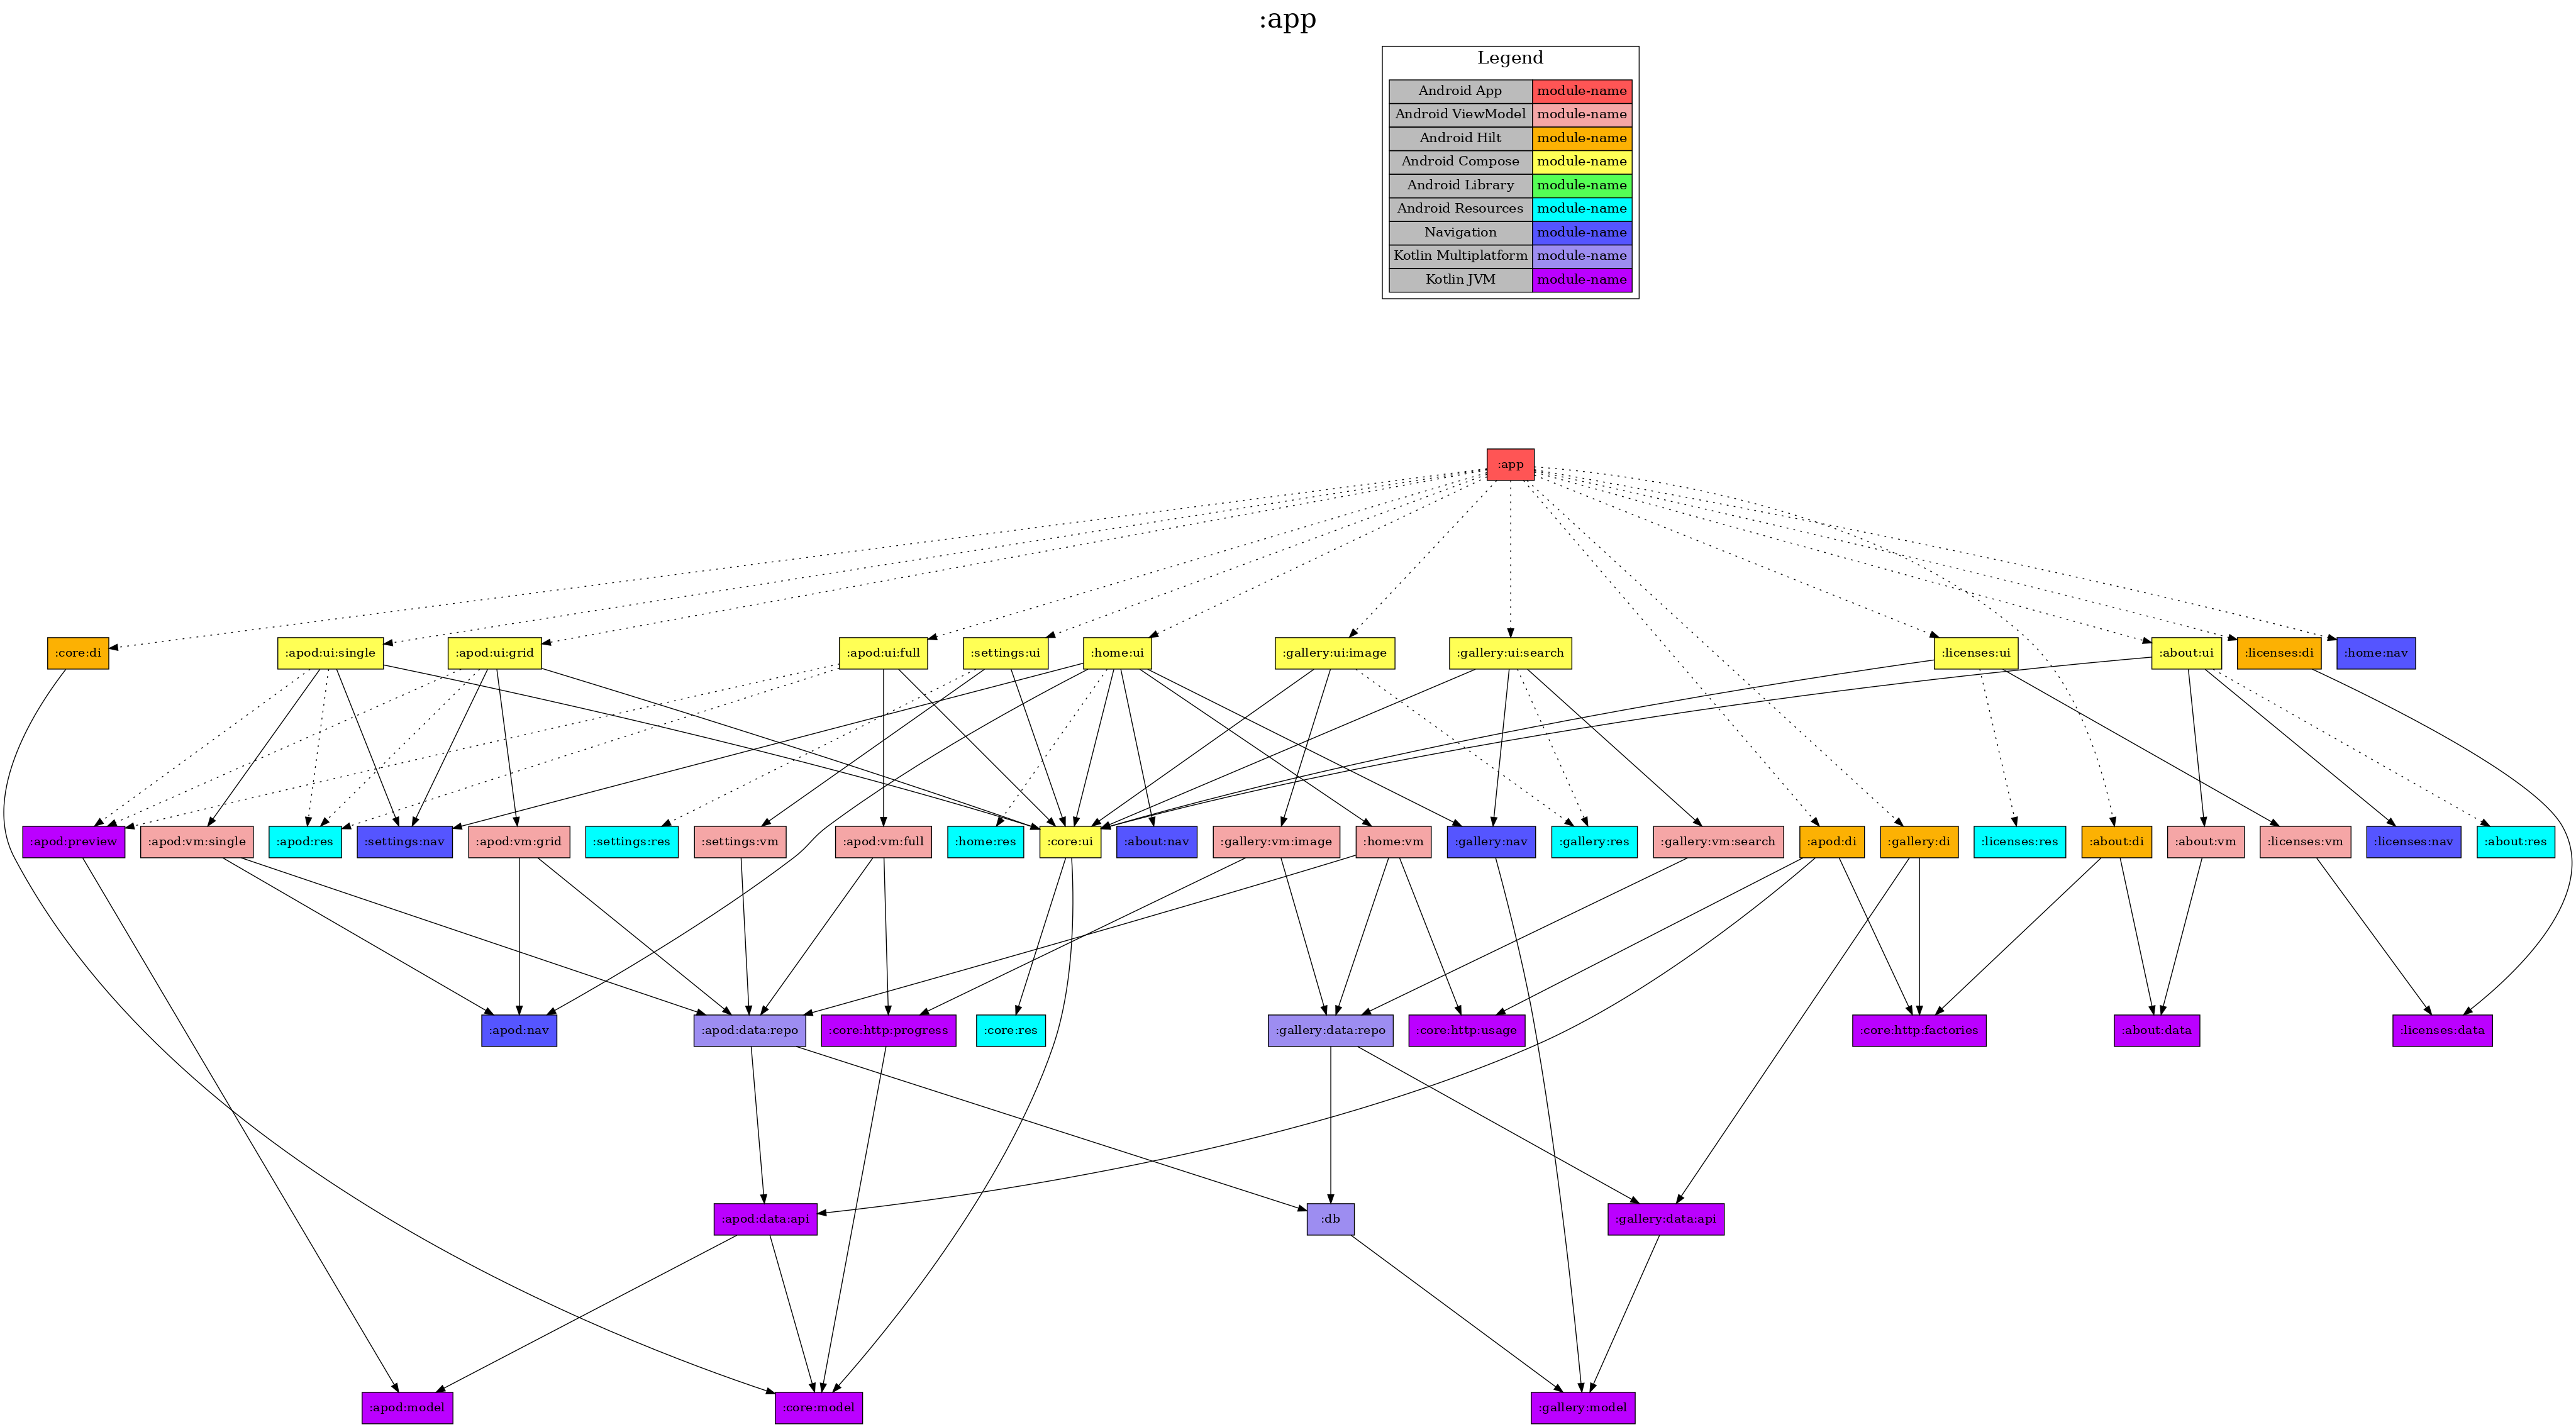 :app
Legend
Android App module-name
Android ViewModel module-name
Android Hilt module-name
Android Compose module-name
Android Library module-name
Android Resources module-name
Navigation module-name
Kotlin Multiplatform module-name
Kotlin JVM module-name
:app
:core:di :apod:ui:single :apod:ui:grid :apod:ui:full :settings:ui :home:ui :gallery:ui:image :gallery:ui:search :licenses:ui :about:ui :licenses:di :home:nav
:apod:preview :apod:vm:single :apod:res :settings:nav :apod:vm:grid :settings:res :settings:vm :apod:vm:full :home:res :core:ui :about:nav :gallery:vm:image :home:vm :gallery:nav :gallery:res :gallery:vm:search :apod:di :gallery:di :licenses:res :about:di :about:vm :licenses:vm :licenses:nav :about:res
:apod:nav :apod:data:repo :core:http:progress :core:res :gallery:data:repo :core:http:usage :core:http:factories :about:data :licenses:data
:apod:data:api :db :gallery:data:api
:apod:model :core:model :gallery:model